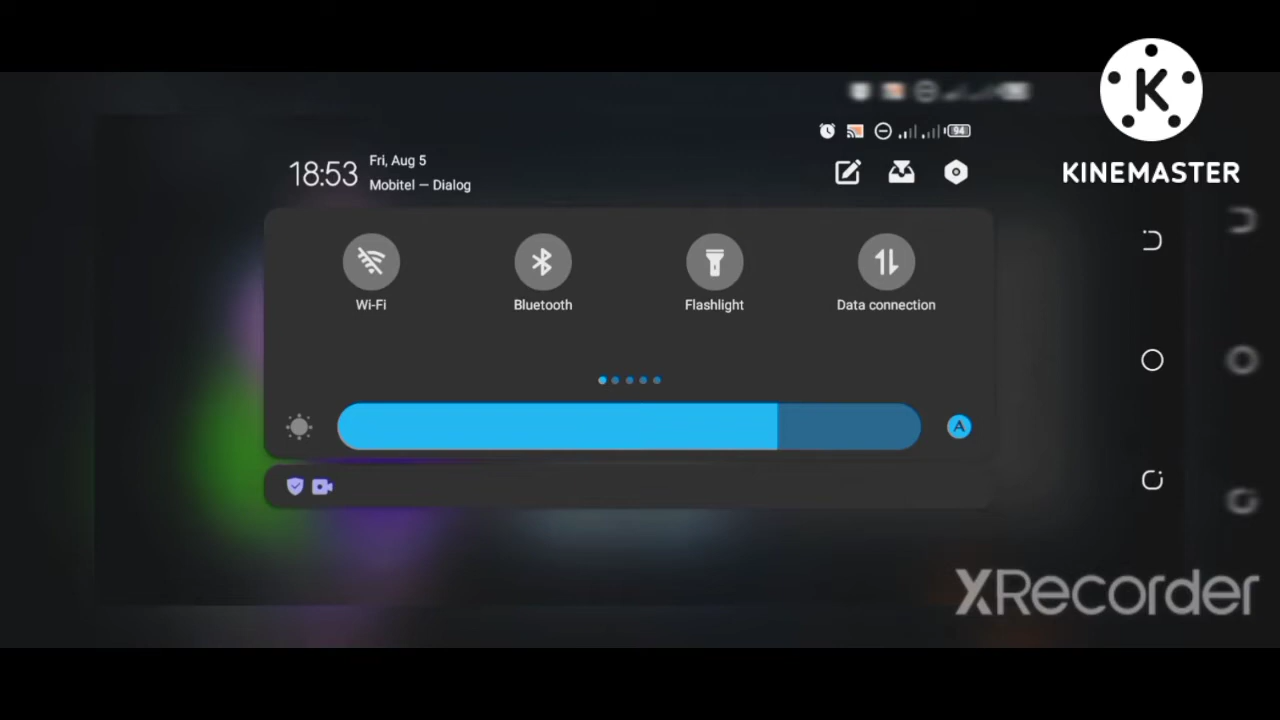 K
KINEMASTER
94
18:53
Fri, Aug 5
Mobitel — Dialog
Wi-Fi
Bluetooth
Flashlight
Data connection
A
XRecorder